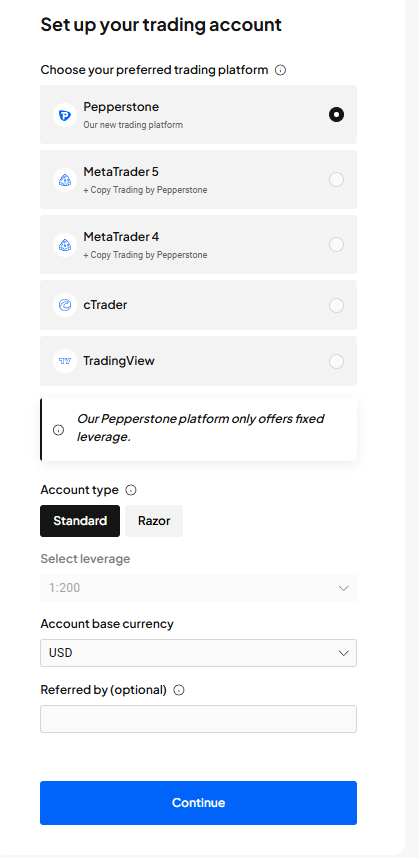 Set up your trading account
Choose your preferred trading platform
Pepperstone
Our new trading platform
MetaTrader 5
+ Copy Trading by Pepperstone
MetaTrader 4
+ Copy Trading by Pepperstone
cTrader
TradingView
Our Pepperstone platform only offers fixed
leverage.
Account type
Standard
Razor
Select leverage
1:200
Account base currency
USD
Referred by (optional)
Continue